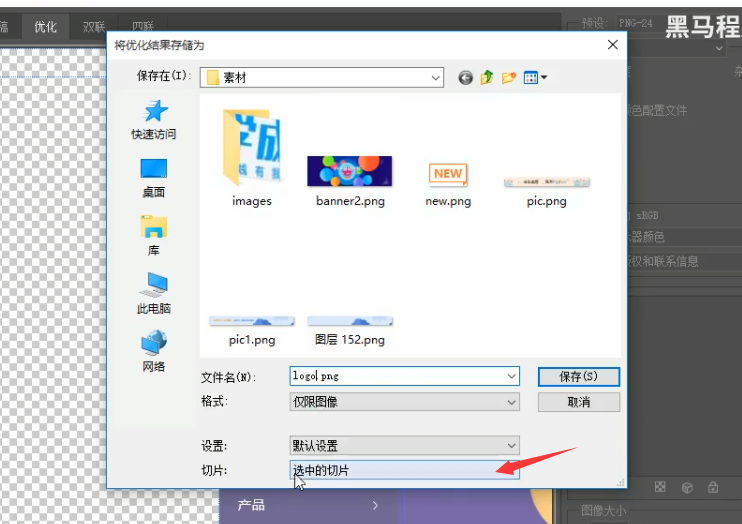 优化
双联
四联
预设:
PNG-24
黑马程
将优化结果存储为
保存在(I):
素材
快速访问
桌面
库
此电脑
网络
images
banner2.png
NEW
new.png
pic.png
pic1.png
图层 152.png
颜色配置文件
sRGB
器颜色
权和联系信息
文件名(N):
logo.png
保存(S)
格式:
仅限图像
取消
设置:
默认设置
切片:
选中的切片
产品
图像大小